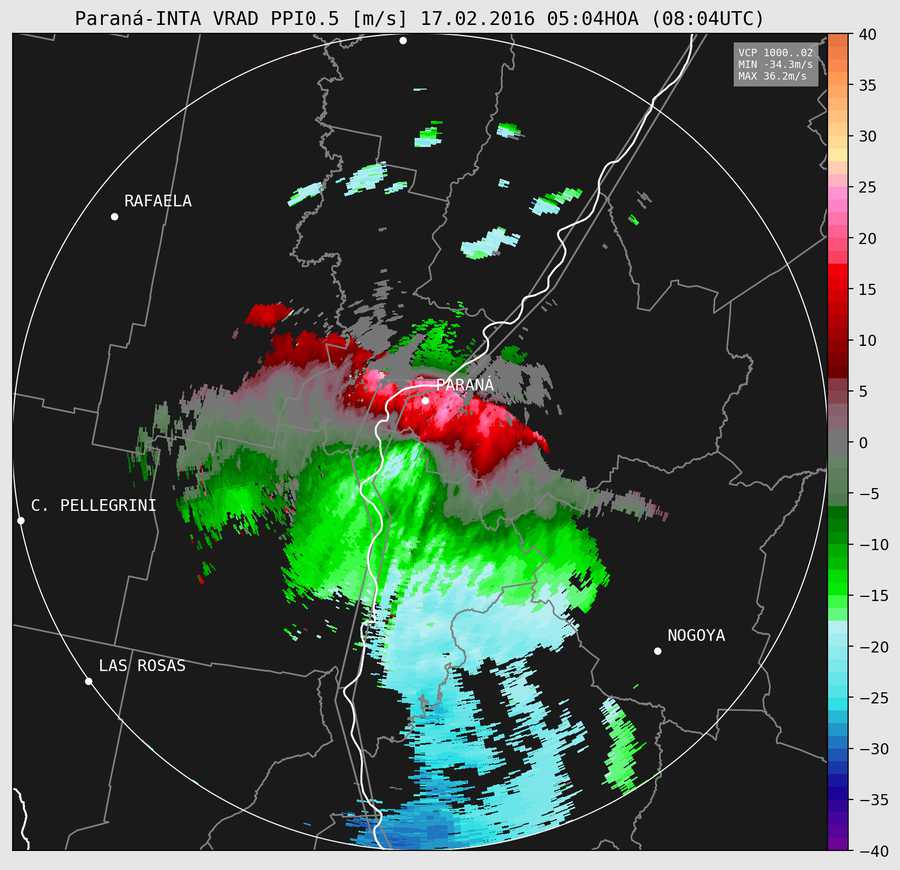 Paraná-INTA VRAD PPI0.5 [m/s] 17.02.2016 05:04HOA (08:04UTC)
VCP 1000..02
MIN -34.3m/s
MAX 36.2m/s
RAFAELA
PARANÁ
C. PELLEGRINI
NOGOYA
LAS ROSAS
40
35
30
25
20
15
10
5
0
−5
−10
−15
−20
−25
−30
−35
−40